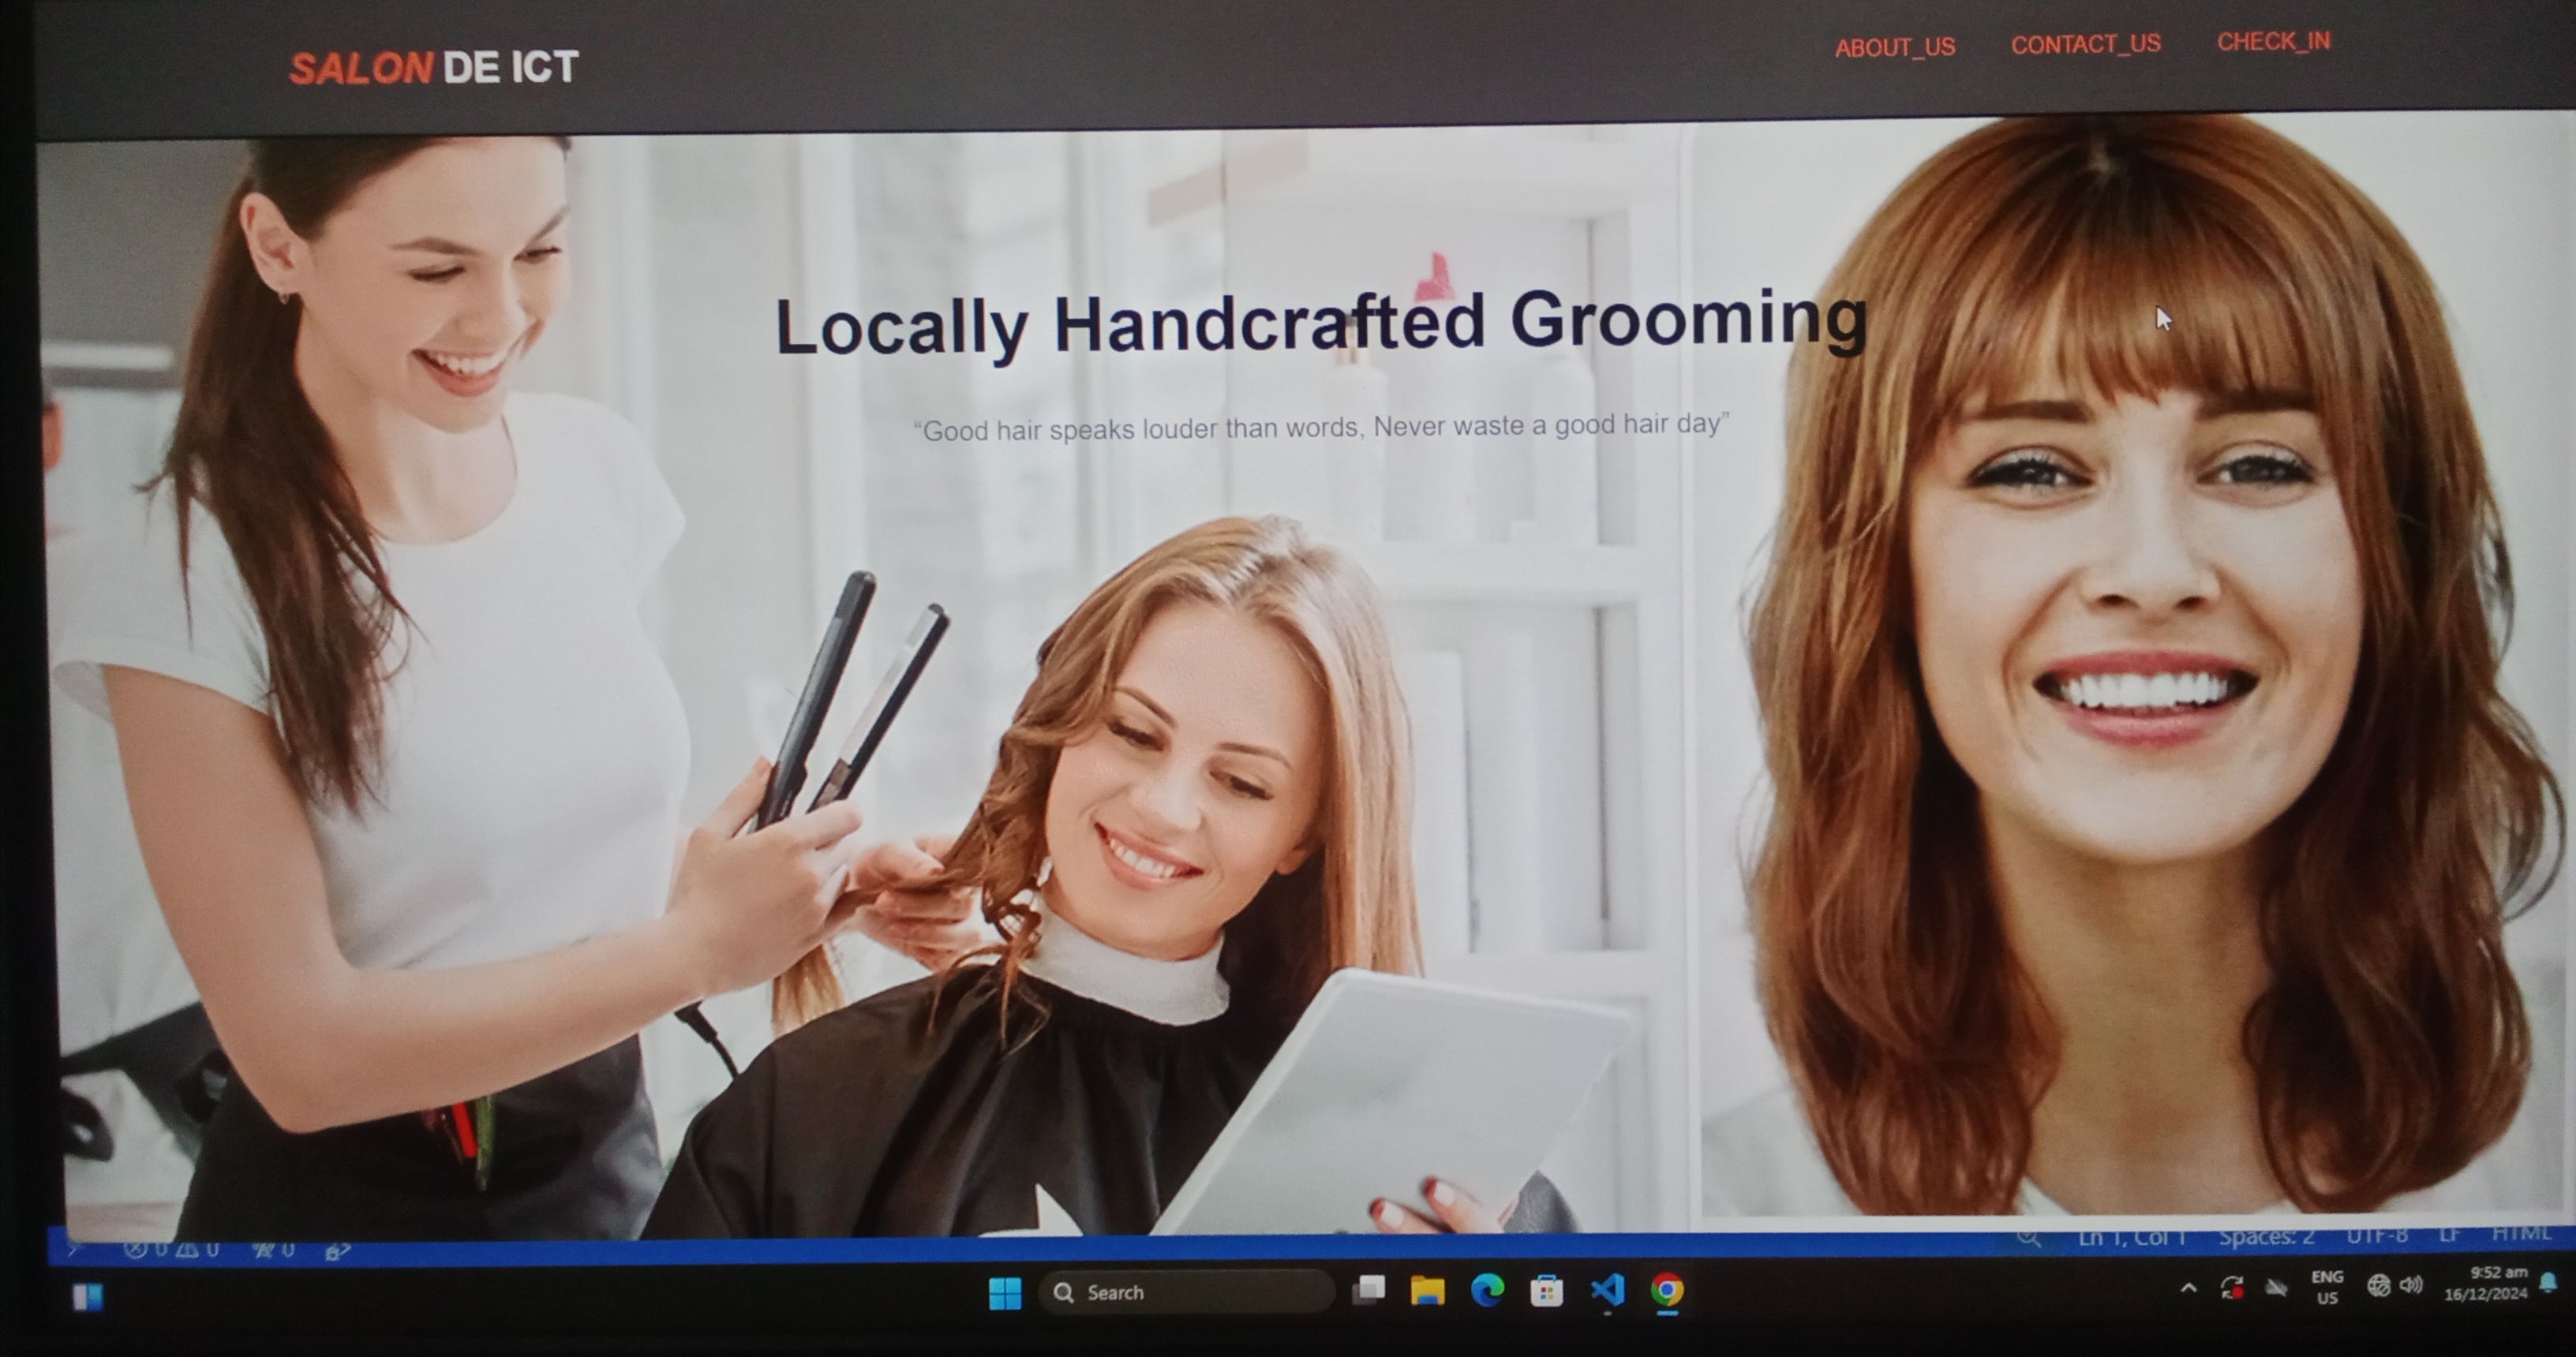 SALON DE ICT
ABOUT_US CONTACT_US CHECK_IN
Locally Handcrafted Grooming
“Good hair speaks louder than words, Never waste a good hair day”
0 0 0 Ln 1, Col 1 Spaces: 2 UTF-8 LF HTML
Search
ENG
US
9:52 am
16/12/2024